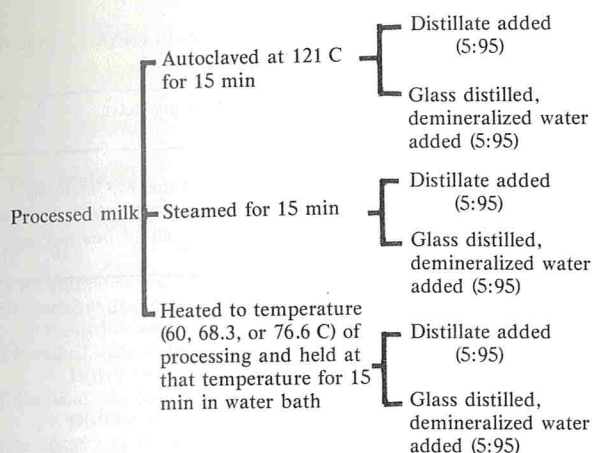 Processed milk
Autoclaved at 121 C
for 15 min
Distillate added
(5:95)
Glass distilled,
demineralized water
added (5:95)
Steamed for 15 min
Distillate added
(5:95)
Glass distilled,
demineralized water
added (5:95)
Heated to temperature
(60, 68.3, or 76.6 C) of
processing and held at
that temperature for 15
min in water bath
Distillate added
(5:95)
Glass distilled,
demineralized water
added (5:95)